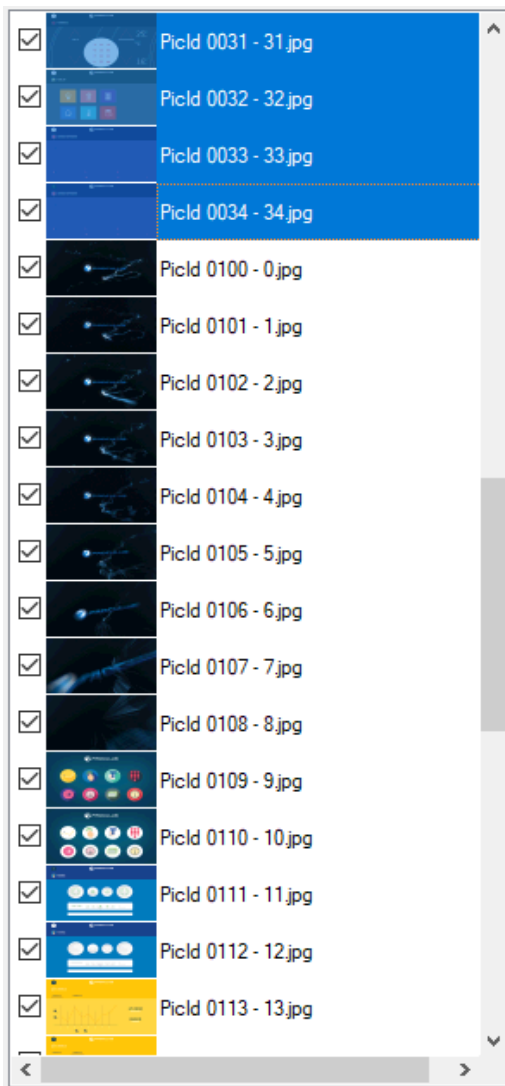 PicId 0031 - 31.jpg
PicId 0032 - 32.jpg
PicId 0033 - 33.jpg
PicId 0034 - 34.jpg
PicId 0100 - 0.jpg
PicId 0101 - 1.jpg
PicId 0102 - 2.jpg
PicId 0103 - 3.jpg
PicId 0104 - 4.jpg
PicId 0105 - 5.jpg
PicId 0106 - 6.jpg
PicId 0107 - 7.jpg
PicId 0108 - 8.jpg
PicId 0109 - 9.jpg
PicId 0110 - 10.jpg
PicId 0111 - 11.jpg
PicId 0112 - 12.jpg
PicId 0113 - 13.jpg